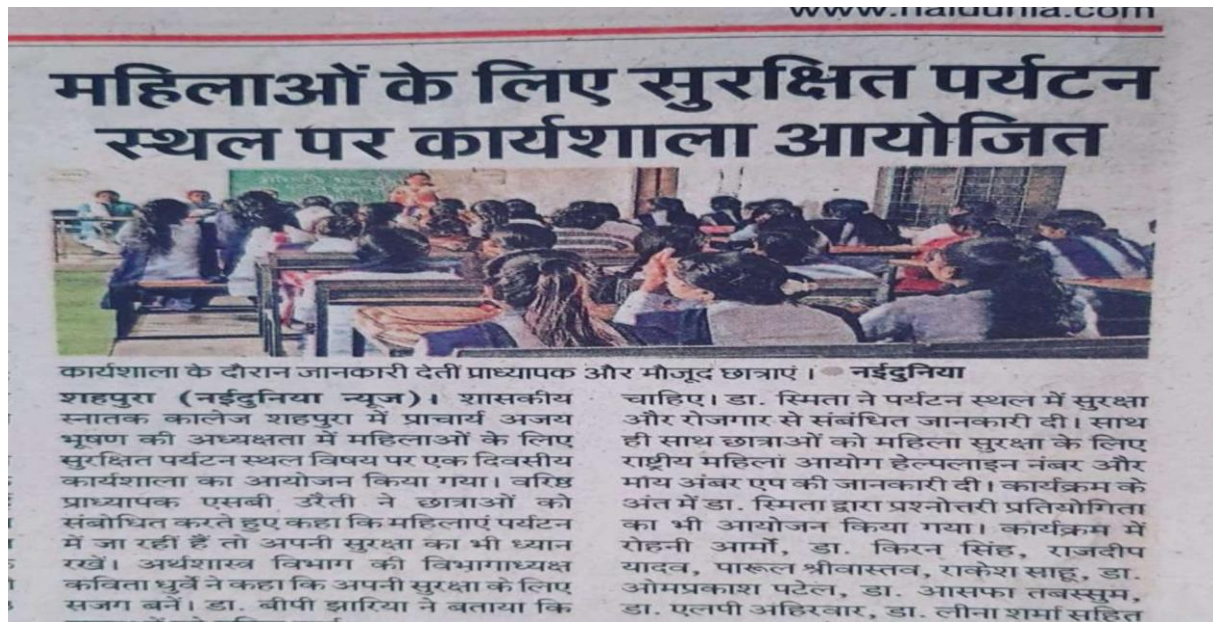 www.naidunia.com
महिलाओं के लिए सुरक्षित पर्यटन
स्थल पर कार्यशाला आयोजित
कार्यशाला के दौरान जानकारी देतीं प्राध्यापक और मौजूद छात्राएं। ● नईदुनिया
शहपुरा (नईदुनिया न्यूज)। शासकीय
स्नातक कालेज शहपुरा में प्राचार्य अजय
भूषण की अध्यक्षता में महिलाओं के लिए
सुरक्षित पर्यटन स्थल विषय पर एक दिवसीय
कार्यशाला का आयोजन किया गया। वरिष्ठ
प्राध्यापक एसबी उरैती ने छात्राओं को
संबोधित करते हुए कहा कि महिलाएं पर्यटन
में जा रहीं हैं तो अपनी सुरक्षा का भी ध्यान
रखें। अर्थशास्त्र विभाग की विभागाध्यक्ष
कविता धुर्वे ने कहा कि अपनी सुरक्षा के लिए
सजग बनें। डा. बीपी झारिया ने बताया कि
चाहिए। डा. स्मिता ने पर्यटन स्थल में सुरक्षा
और रोजगार से संबंधित जानकारी दी। साथ
ही साथ छात्राओं को महिला सुरक्षा के लिए
राष्ट्रीय महिला आयोग हेल्पलाइन नंबर और
माय अंबर एप की जानकारी दी। कार्यक्रम के
अंत में डा. स्मिता द्वारा प्रश्नोत्तरी प्रतियोगिता
का भी आयोजन किया गया। कार्यक्रम में
रोहनी आर्मो, डा. किरन सिंह, राजदीप
यादव, पारूल श्रीवास्तव, राकेश साहू, डा.
ओमप्रकाश पटेल, डा. आसफा तबस्सुम,
डा. एलपी अहिरवार, डा. लीना शर्मा सहित